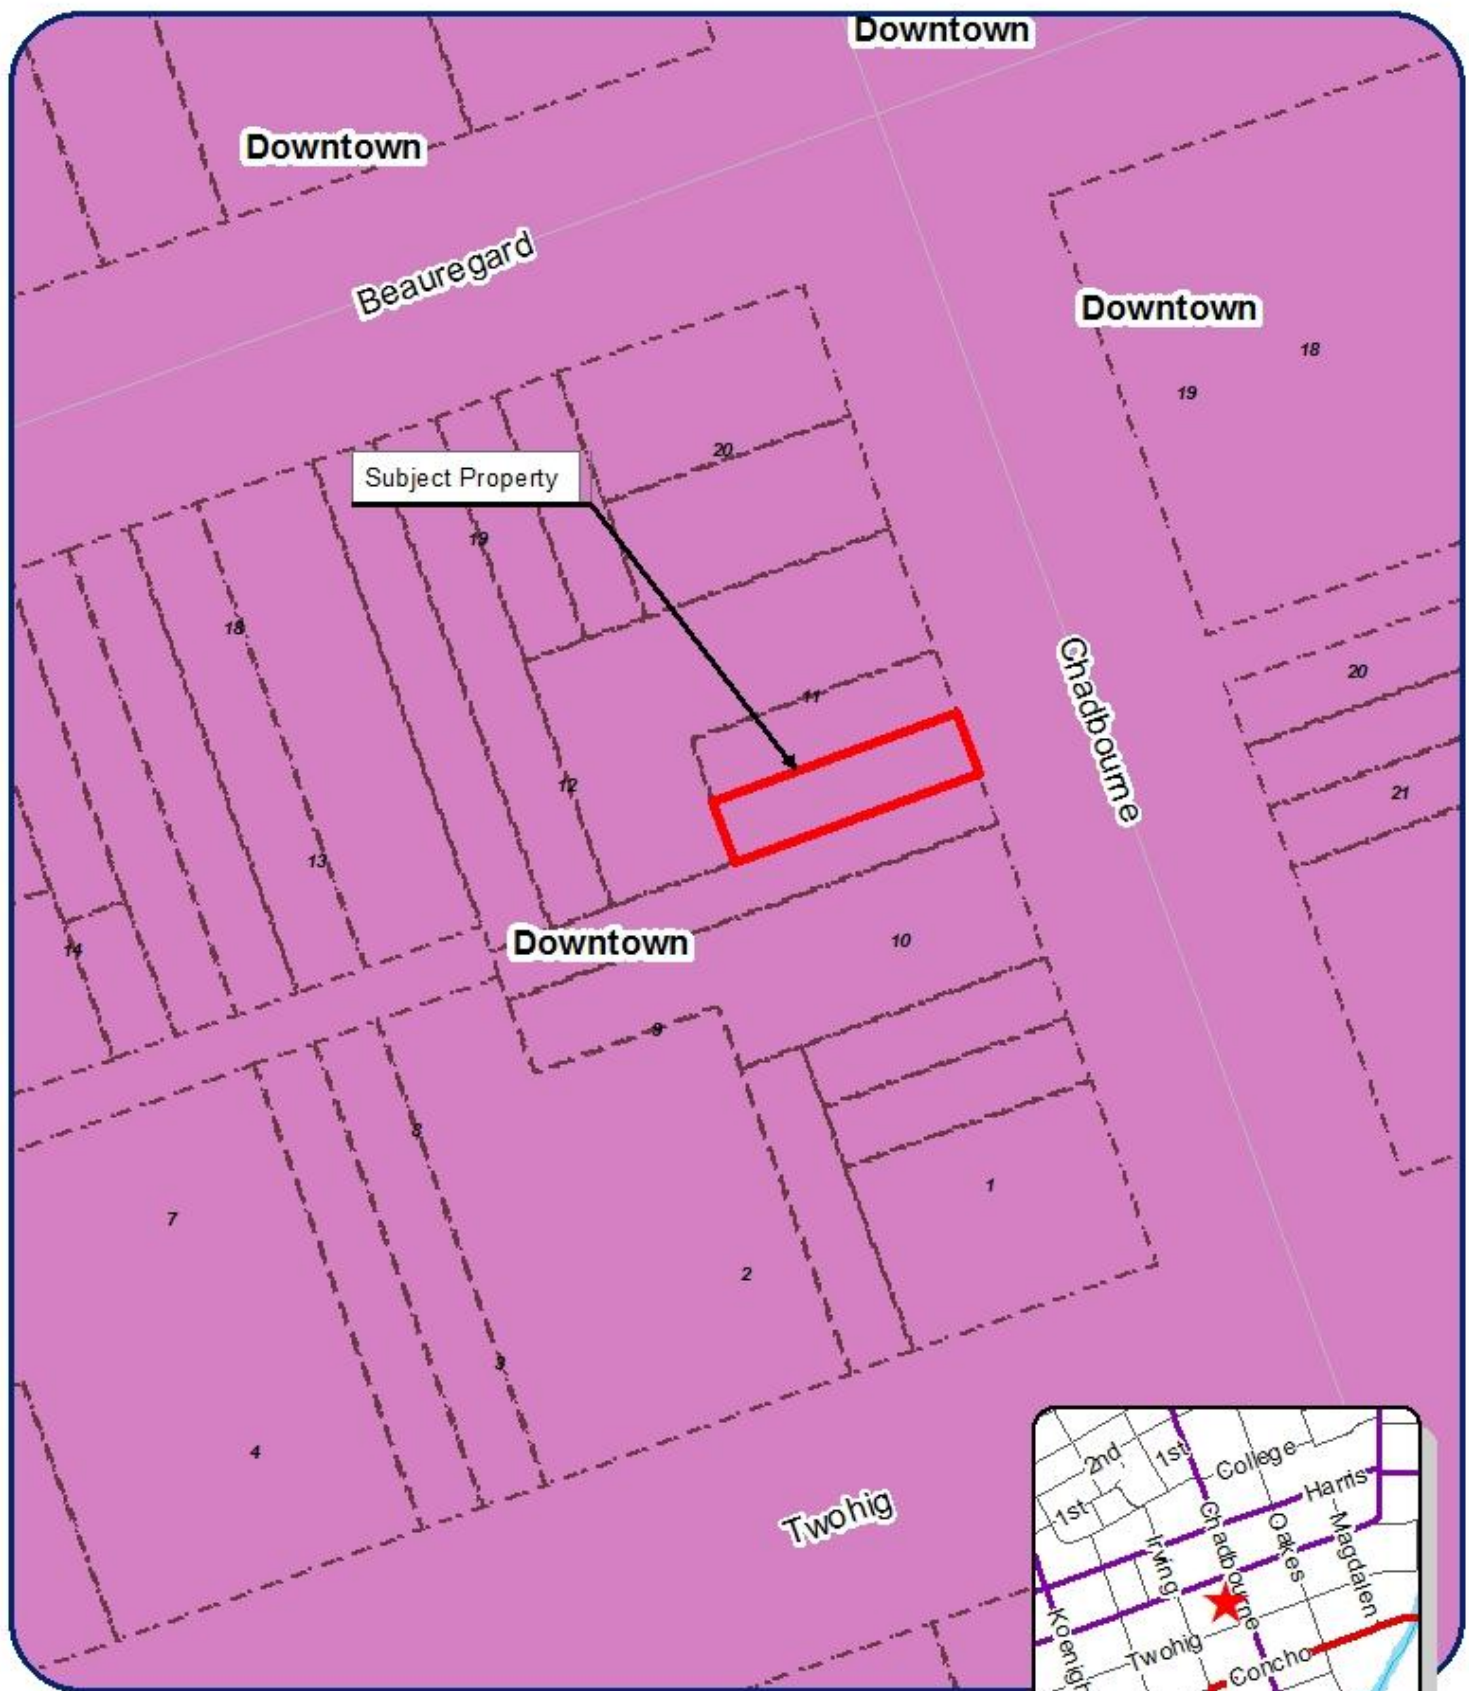 Downtown
Downtown
Beauregard
Downtown
18
19
20
Subject Property
19
18
Chadbourne
20
11
12
21
13
Downtown
10
14
9
8
1
7
2
3
4
Twohig
2nd
1st
College
Harris
1st
Chadbourne
Oakes
Magdalen
Irving
Koenigh
Twohig
Concho